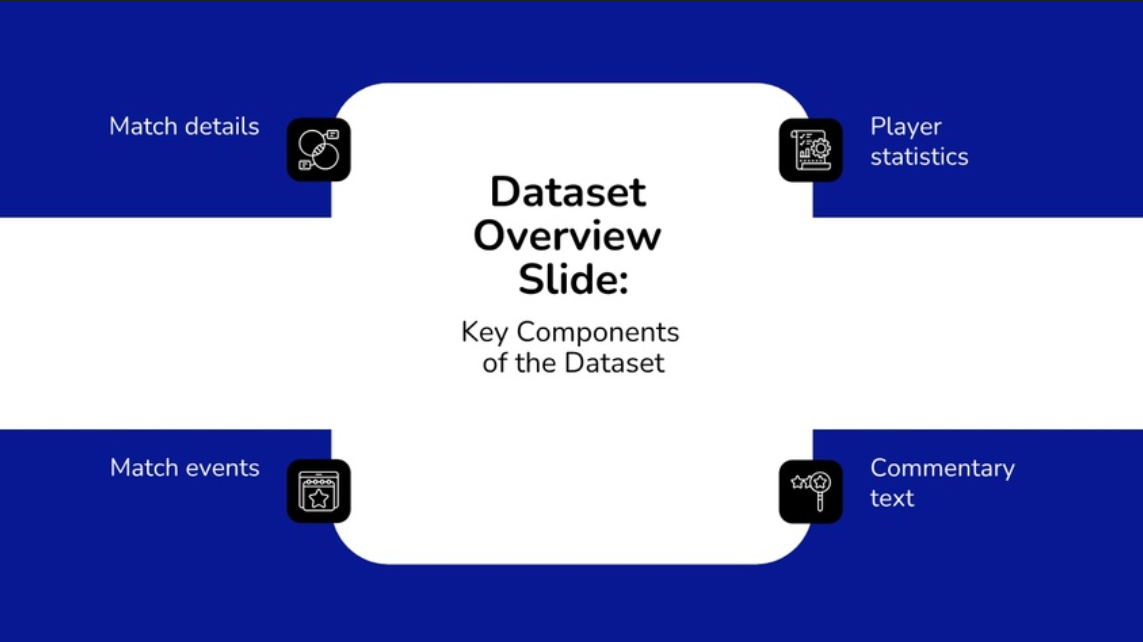 Match details
Player
statistics
Dataset
Overview
Slide:
Key Components
of the Dataset
Match events
Commentary
text